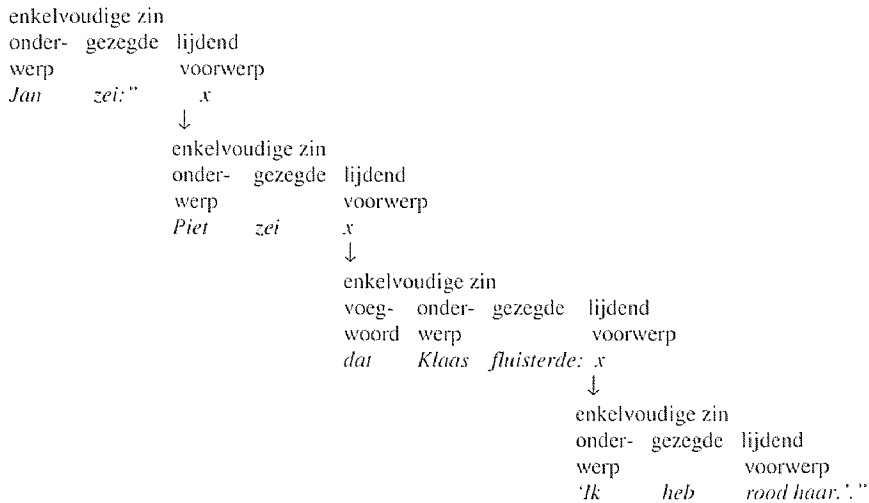 enkelvoudige zin
onder- gezegde lijdend
werp voorwerp
Jan zei:" x
↓
enkelvoudige zin
onder- gezegde lijdend
werp voorwerp
Piet zei x
↓
enkelvoudige zin
voeg- onder- gezegde lijdend
woord werp voorwerp
dat Klaas fluisterde: x
↓
enkelvoudige zin
onder- gezegde lijdend
werp voorwerp
'Ik heb rood haar.'."